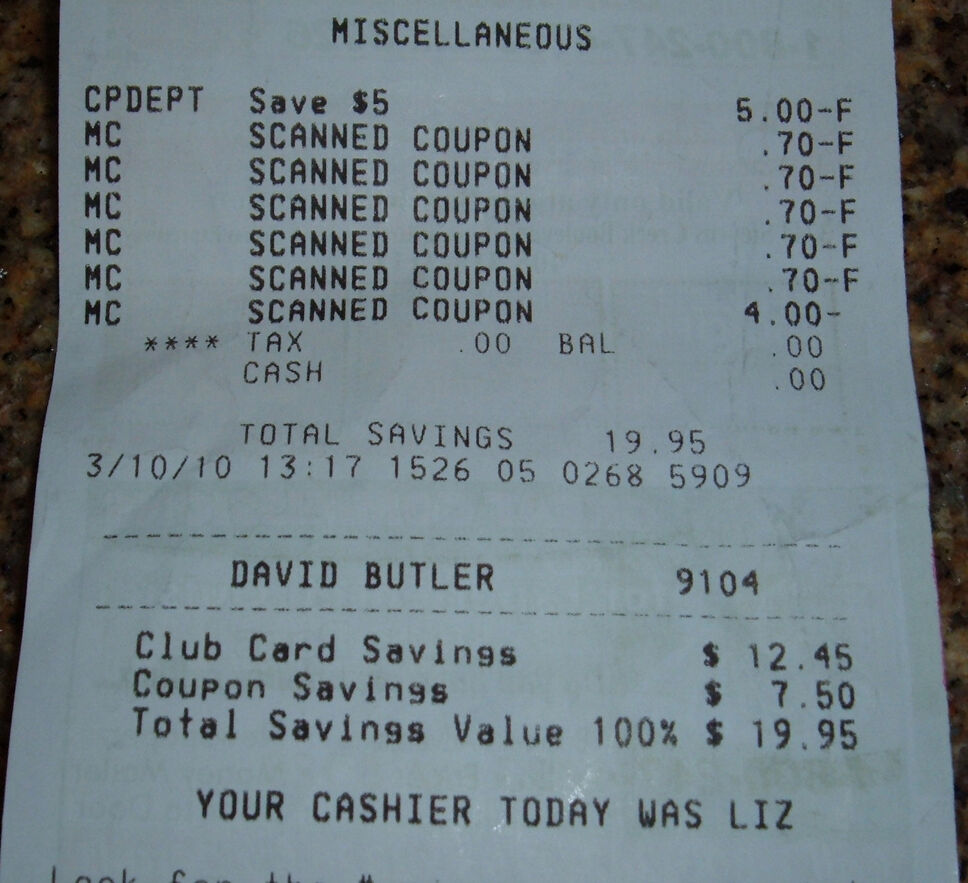 MISCELLANEOUS
CPDEPT Save $5 5.00-F
MC SCANNED COUPON .70-F
MC SCANNED COUPON .70-F
MC SCANNED COUPON .70-F
MC SCANNED COUPON .70-F
MC SCANNED COUPON .70-F
MC SCANNED COUPON 4.00-
**** TAX .00 BAL .00
CASH .00
TOTAL SAVINGS 19.95
3/10/10 13:17 1526 05 0268 5909
DAVID BUTLER 9104
Club Card Savings $ 12.45
Coupon Savings $ 7.50
Total Savings Value 100% $ 19.95
YOUR CASHIER TODAY WAS LIZ
Look for the